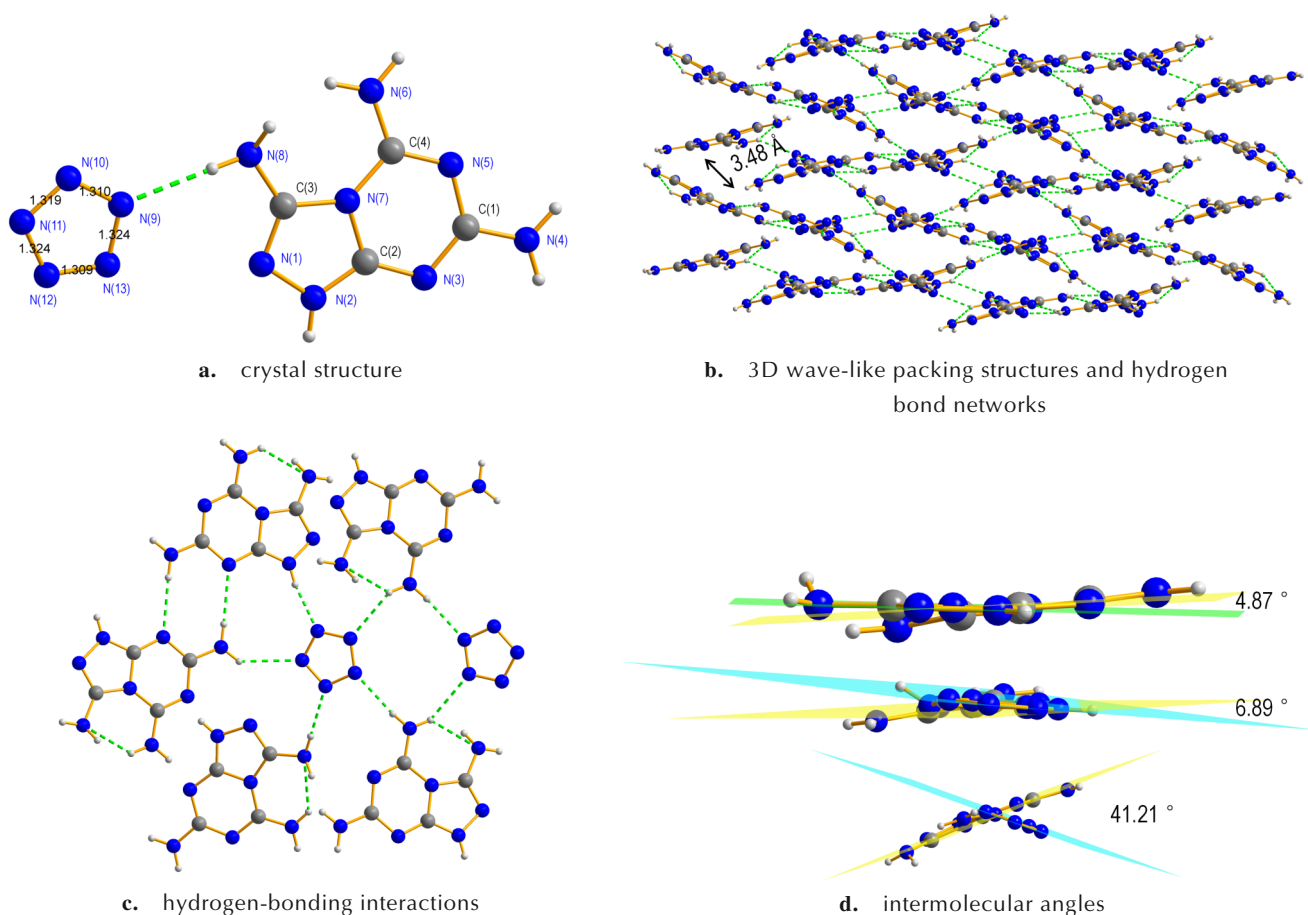 N(6)
N(10)
N(8)
C(4)
N(5)
1.319
1.310
C(3)
N(11)
N(9)
N(7)
C(1)
1.324
1.324
N(4)
1.309
N(1)
C(2)
N(12)
N(13)
N(2)
N(3)
a. crystal structure
3.48 Å
b. 3D wave-like packing structures and hydrogen
bond networks
c. hydrogen-bonding interactions
4.87 °
6.89 °
41.21 °
d. intermolecular angles